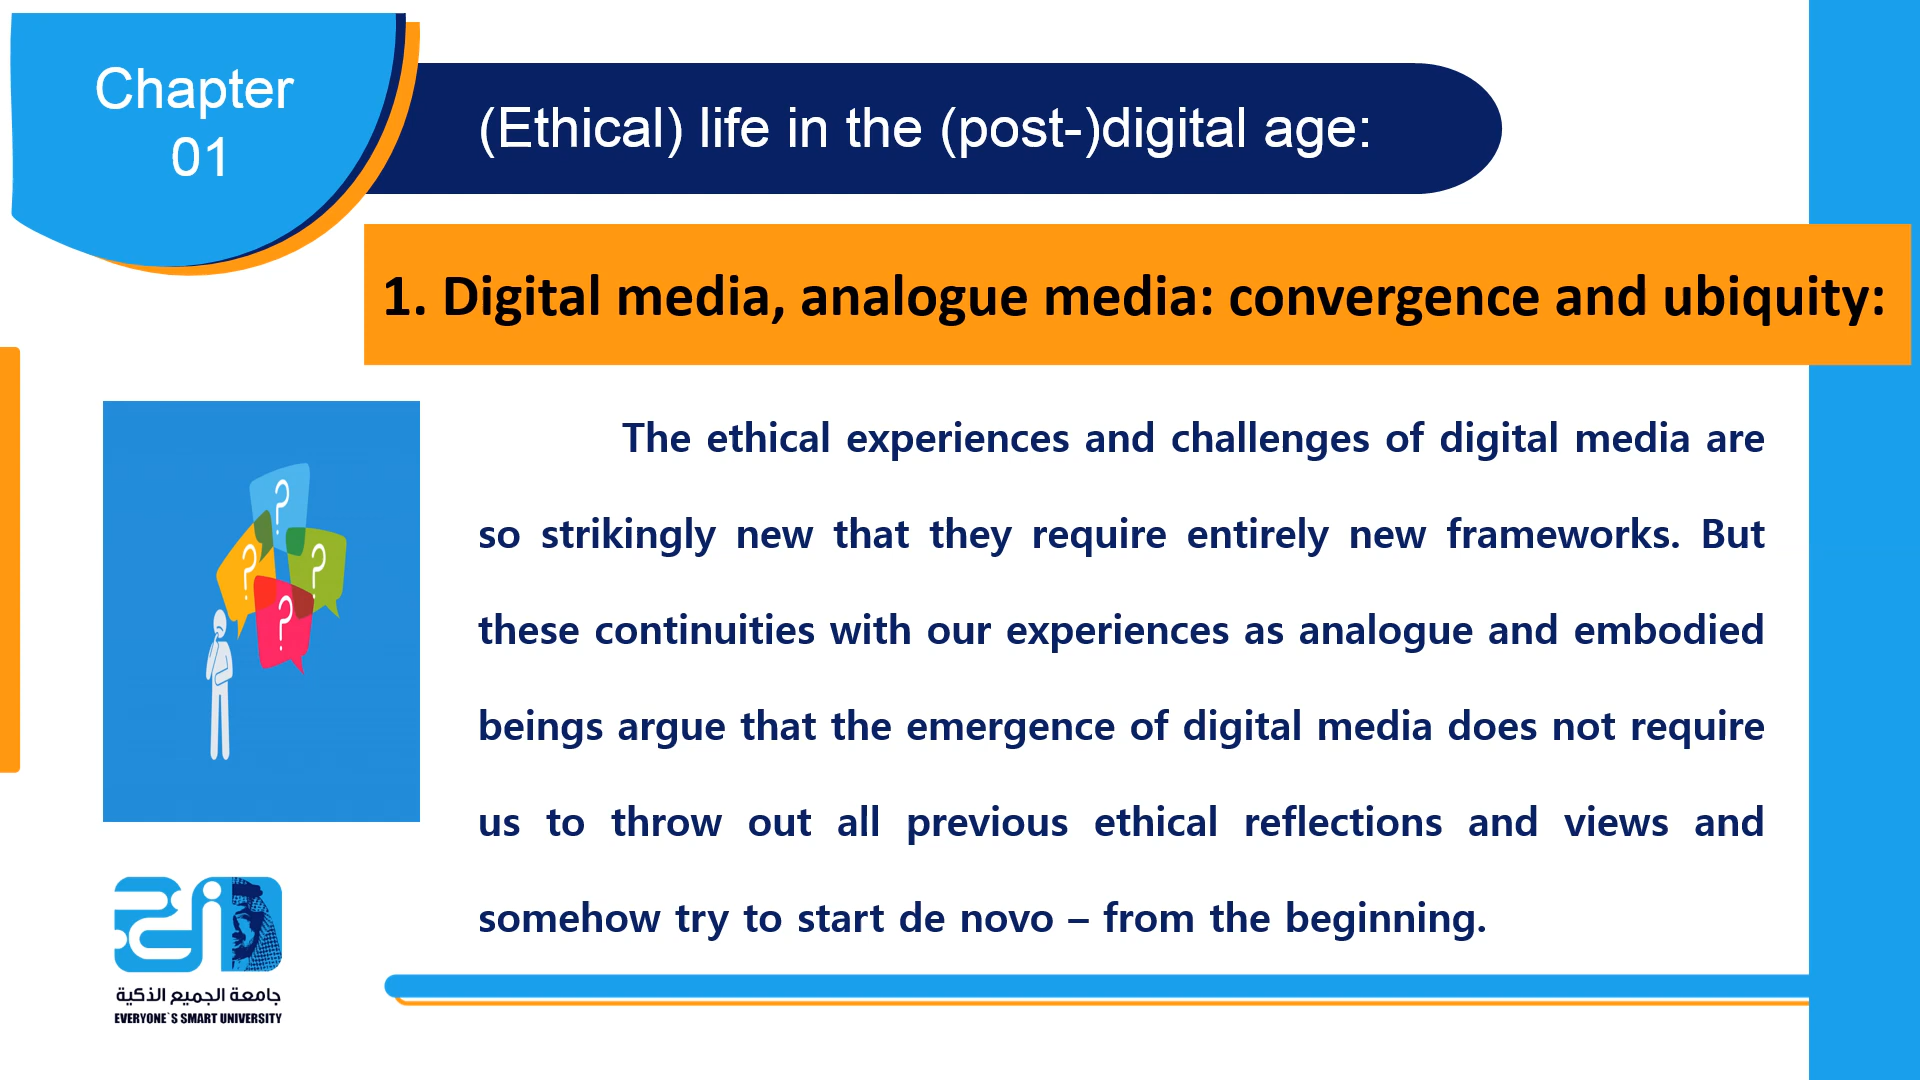 Chapter
01
(Ethical) life in the (post-)digital age:
1. Digital media, analogue media: convergence and ubiquity:
The ethical experiences and challenges of digital media are
so strikingly new that they require entirely new frameworks. But
these continuities with our experiences as analogue and embodied
beings argue that the emergence of digital media does not require
us to throw out all previous ethical reflections and views and
somehow try to start de novo – from the beginning.
?
?
?
?
جامعة الجميع الذكية
EVERYONE`S SMART UNIVERSITY